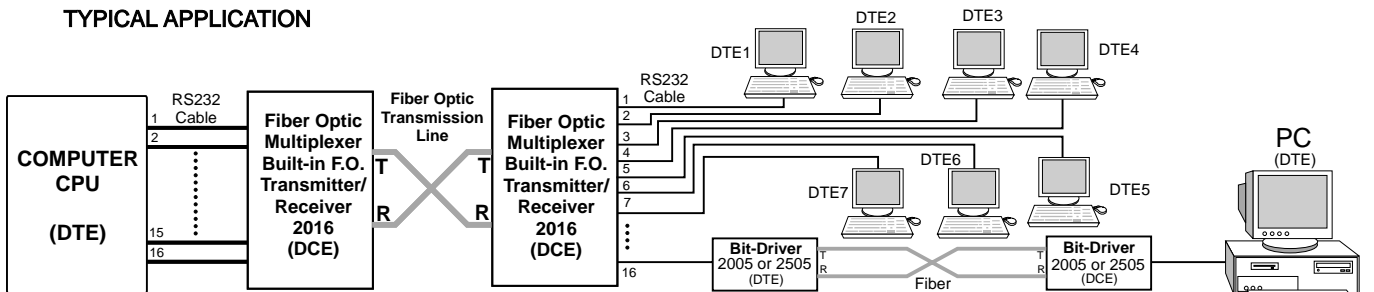 TYPICAL APPLICATION
COMPUTER
CPU
(DTE)
RS232
Cable
1
2
15
16
Fiber Optic
Multiplexer
Built-in F.O.
Transmitter/
Receiver
2016
(DCE)
T
R
Fiber Optic
Transmission
Line
T
R
Fiber Optic
Multiplexer
Built-in F.O.
Transmitter/
Receiver
2016
(DCE)
RS232
Cable
1
2
3
4
5
6
7
16
DTE1
DTE2
DTE3
DTE4
DTE7
DTE6
DTE5
Bit-Driver
2005 or 2505
(DTE)
T
R
Fiber
T
R
Bit-Driver
2005 or 2505
(DCE)
PC
(DTE)